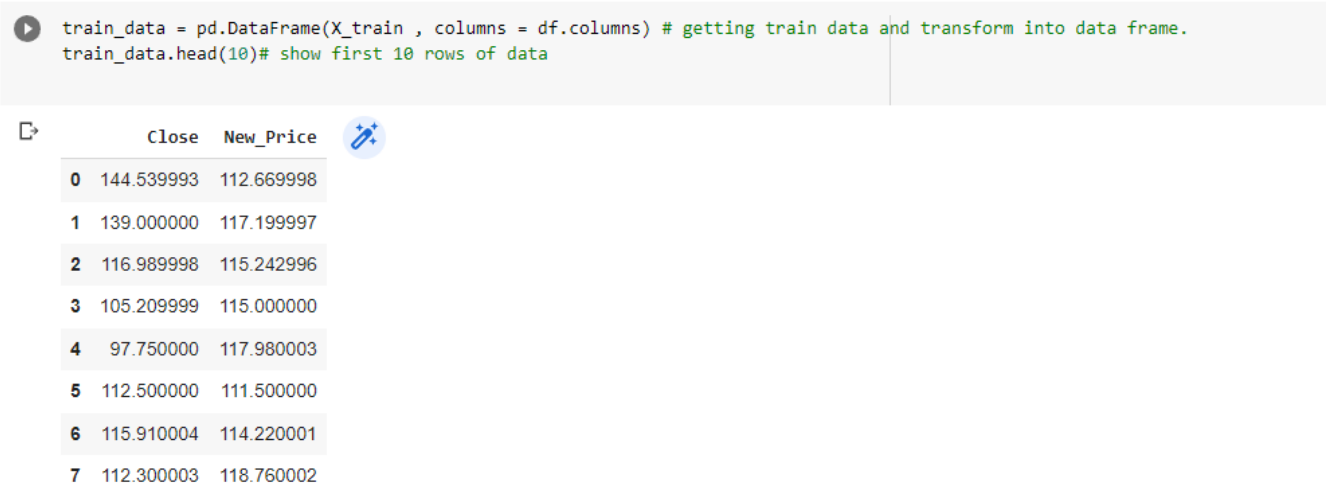 train_data = pd.DataFrame(X_train , columns = df.columns) # getting train data and transform into data frame.
train_data.head(10)# show first 10 rows of data
Close New_Price
0 144.539993 112.669998
1 139.000000 117.199997
2 116.989998 115.242996
3 105.209999 115.000000
4 97.750000 117.980003
5 112.500000 111.500000
6 115.910004 114.220001
7 112.300003 118.760002